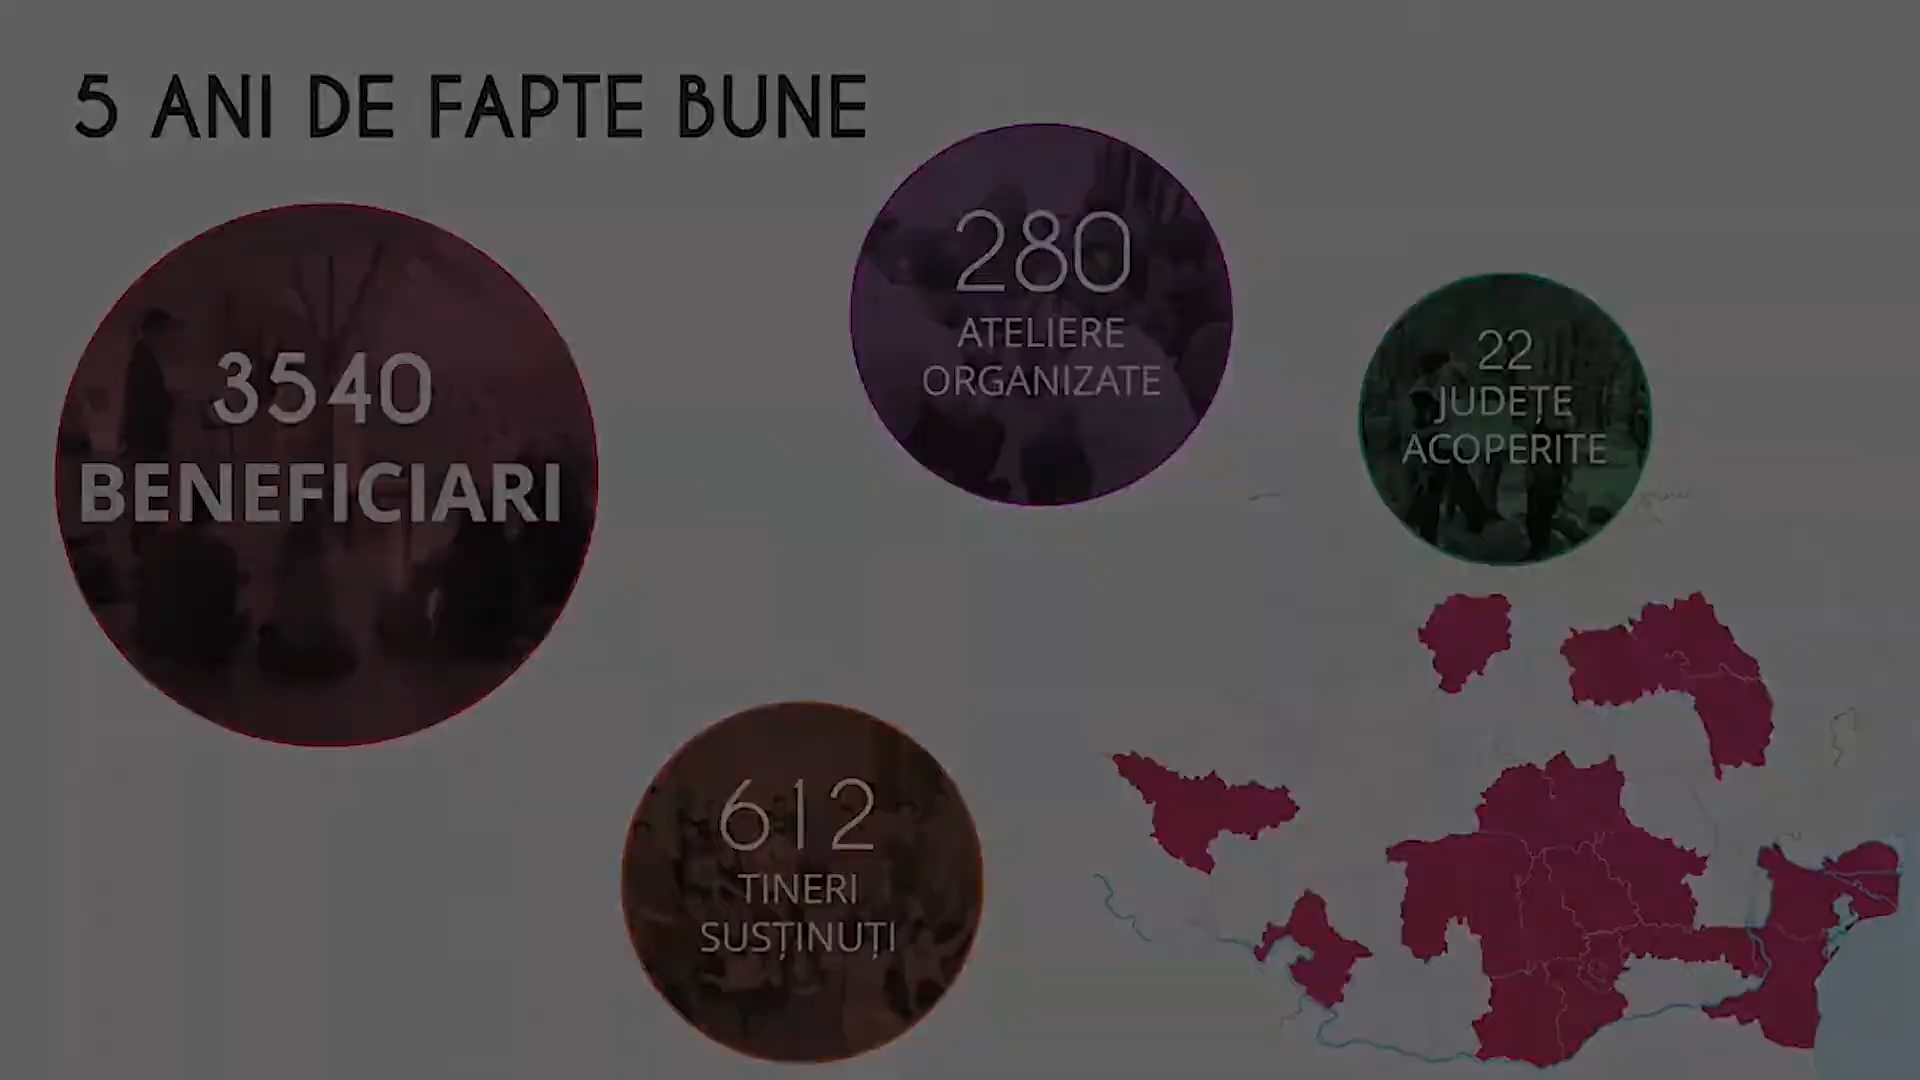 5 ANI DE FAPTE BUNE
280
ATELIERE
ORGANIZATE
22
JUDEȚE
ACOPERITE
3540
BENEFICIARI
612
TINERI
SUSȚINUȚI